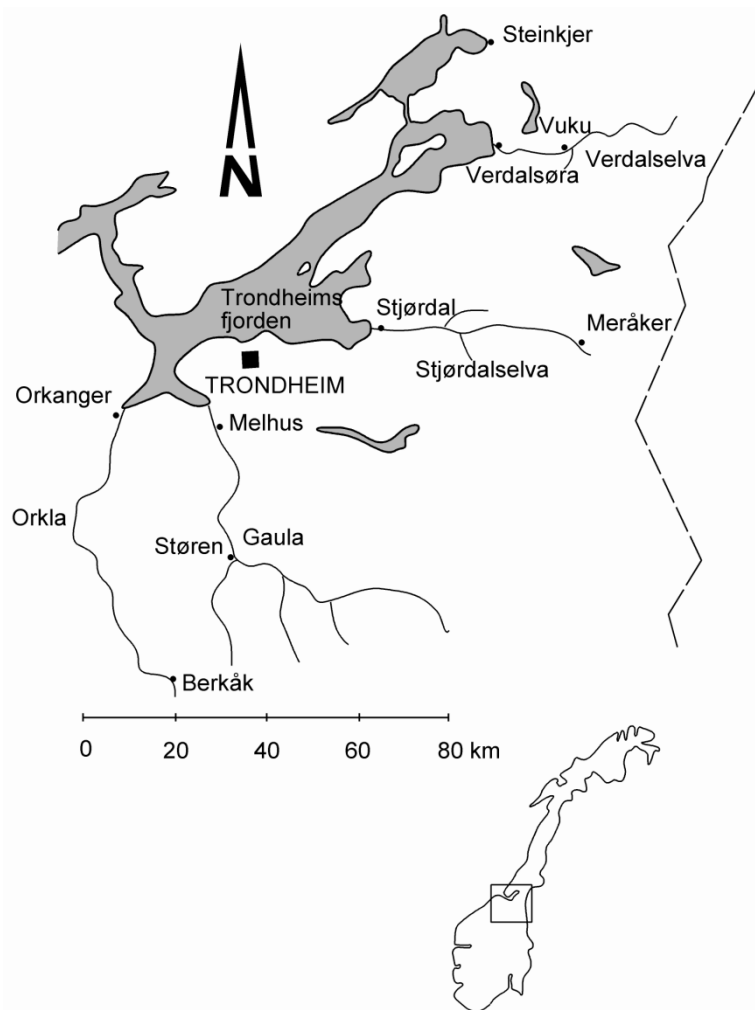 Steinkjer
N
Vuku
Verdalselva
Verdalsøra
Trondheims
fjorden
Stjørdal
Meråker
Stjørdalselva
TRONDHEIM
Orkanger
Melhus
Orkla
Støren
Gaula
Berkåk
0 20 40 60 80 km